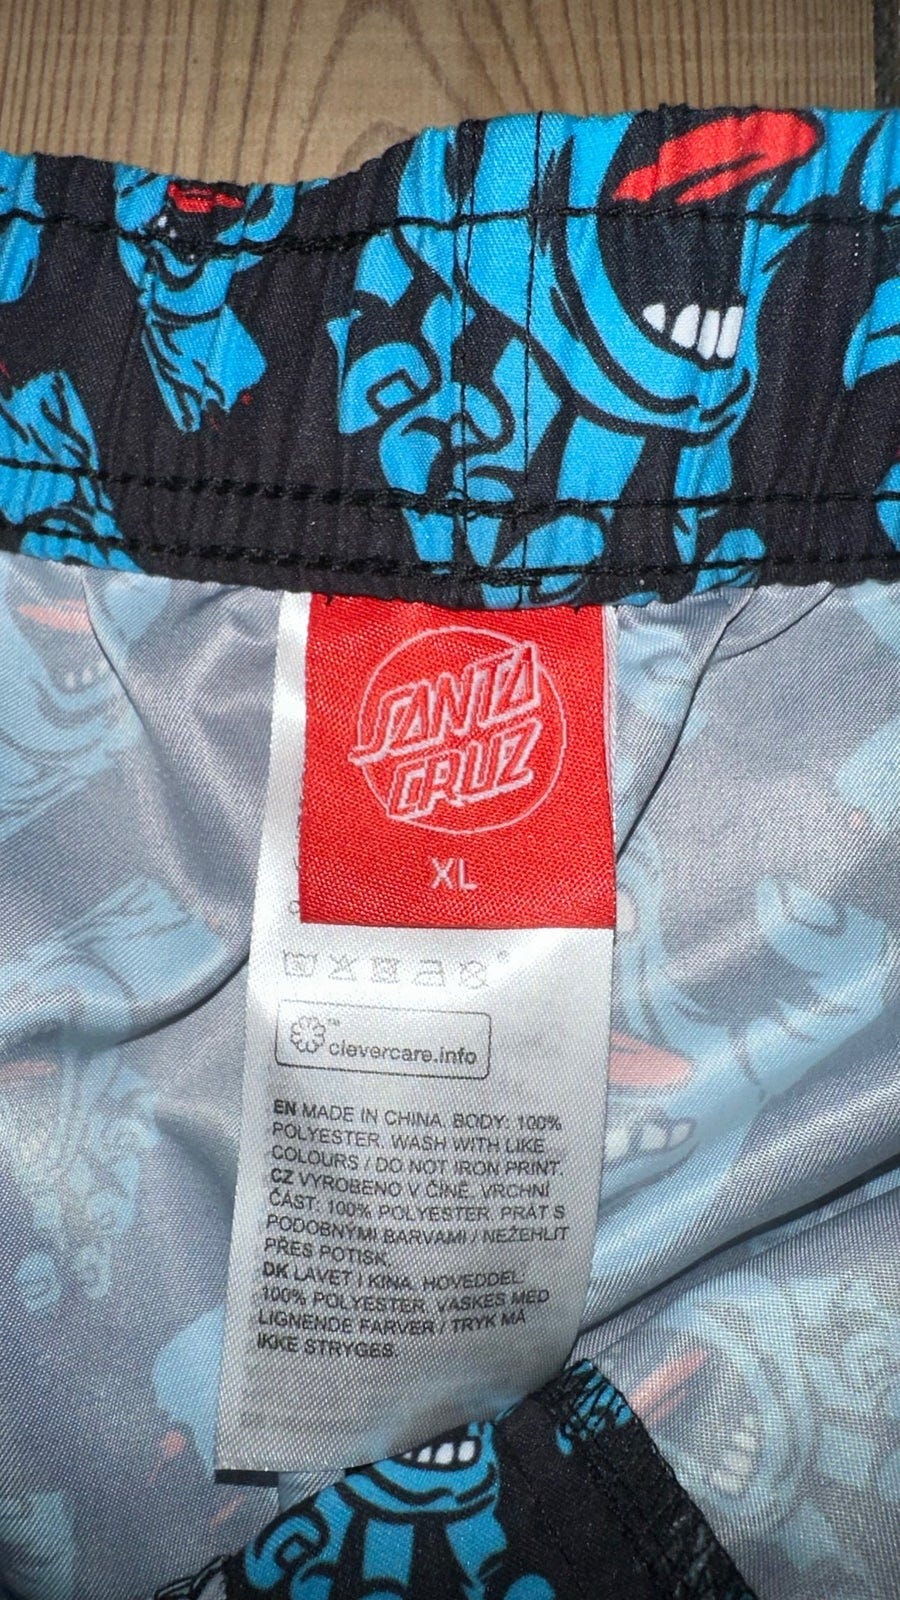 SANTA
CRUZ
XL
™
clevercare.info
EN MADE IN CHINA. BODY: 100%
POLYESTER. WASH WITH LIKE
COLOURS / DO NOT IRON PRINT.
CZ VYROBENO V ČÍNĚ. VRCHNÍ
ČÁST: 100% POLYESTER. PRÁT S
PODOBNÝMI BARVAMI / NEŽEHLIT
PŘES POTISK.
DK LAVET I KINA. HOVEDDEL:
100% POLYESTER. VASKES MED
LIGNENDE FARVER / TRYK MÅ
IKKE STRYGES.